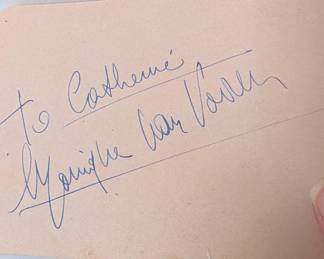 To Catherine
Monique Van Vooren